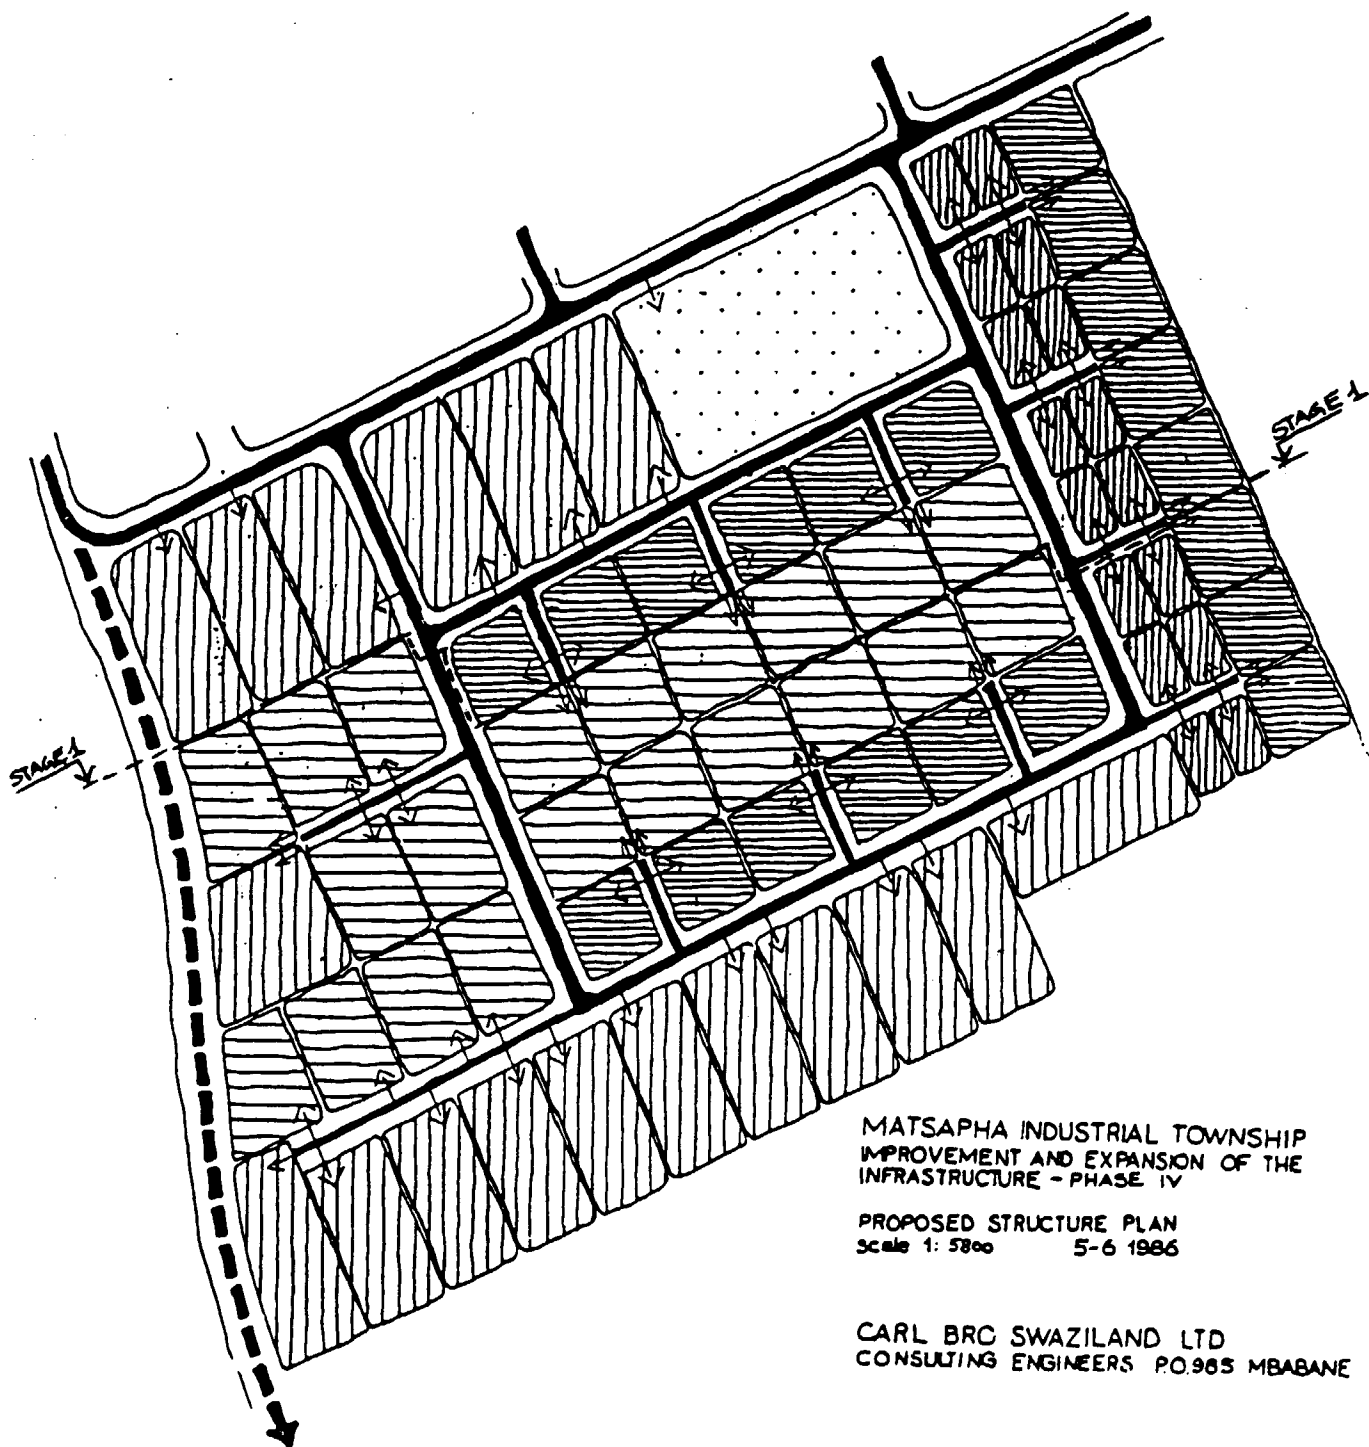 STAGE 1
STAGE 1
MATSAPHA INDUSTRIAL TOWNSHIP
IMPROVEMENT AND EXPANSION OF THE
INFRASTRUCTURE - PHASE IV
PROPOSED STRUCTURE PLAN
Scale 1: 5800 5-6 1986
CARL BRO SWAZILAND LTD
CONSULTING ENGINEERS P.O.985 MBABANE